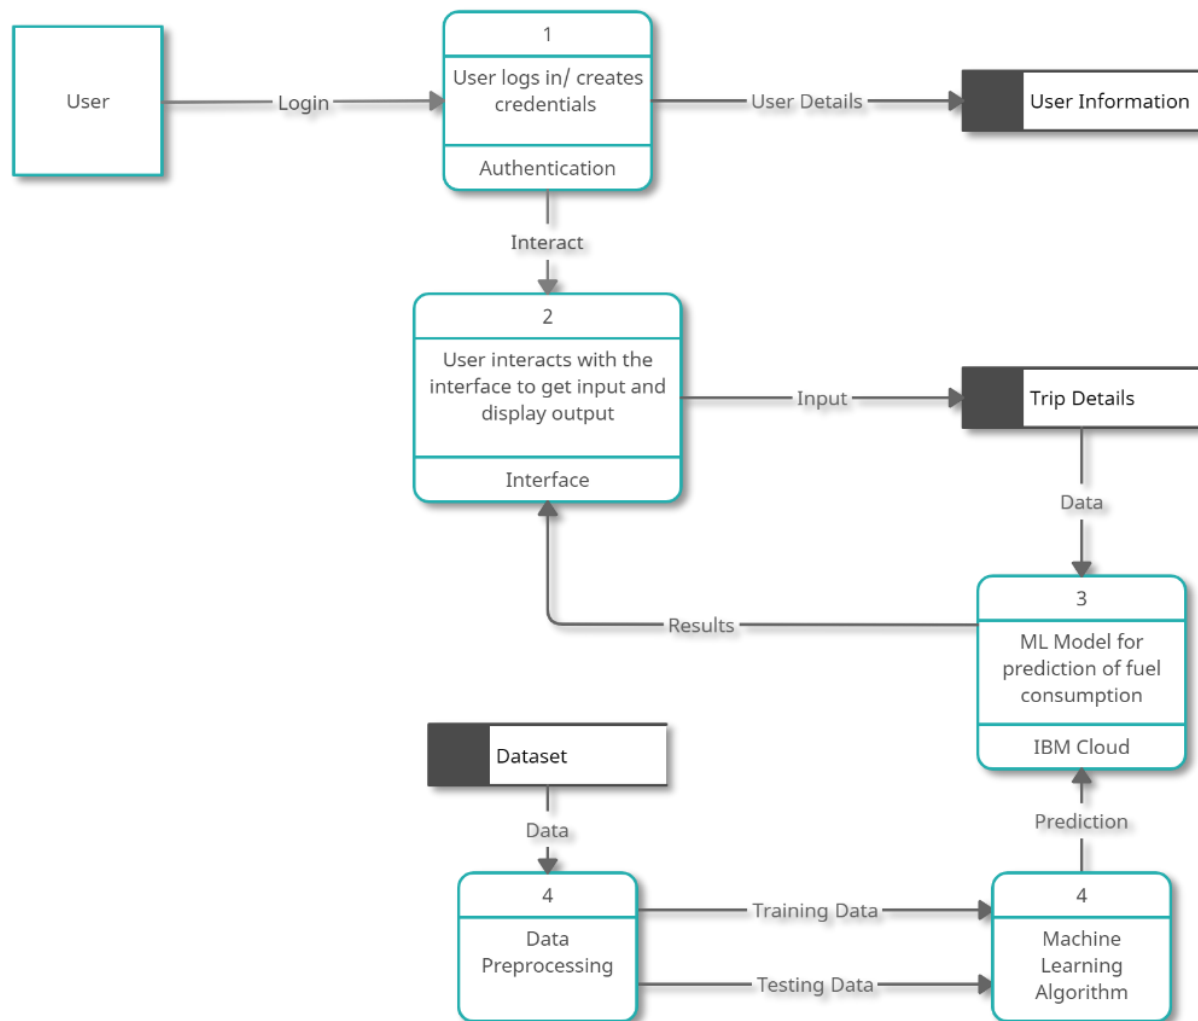 1
User logs in/ creates
credentials
Authentication
User
Login
User Details
User Information
Interact
2
User interacts with the
interface to get input and
display output
Interface
Input
Trip Details
Data
3
ML Model for
prediction of fuel
consumption
IBM Cloud
Results
Dataset
Data
Prediction
4
Data
Preprocessing
Training Data
Testing Data
4
Machine
Learning
Algorithm